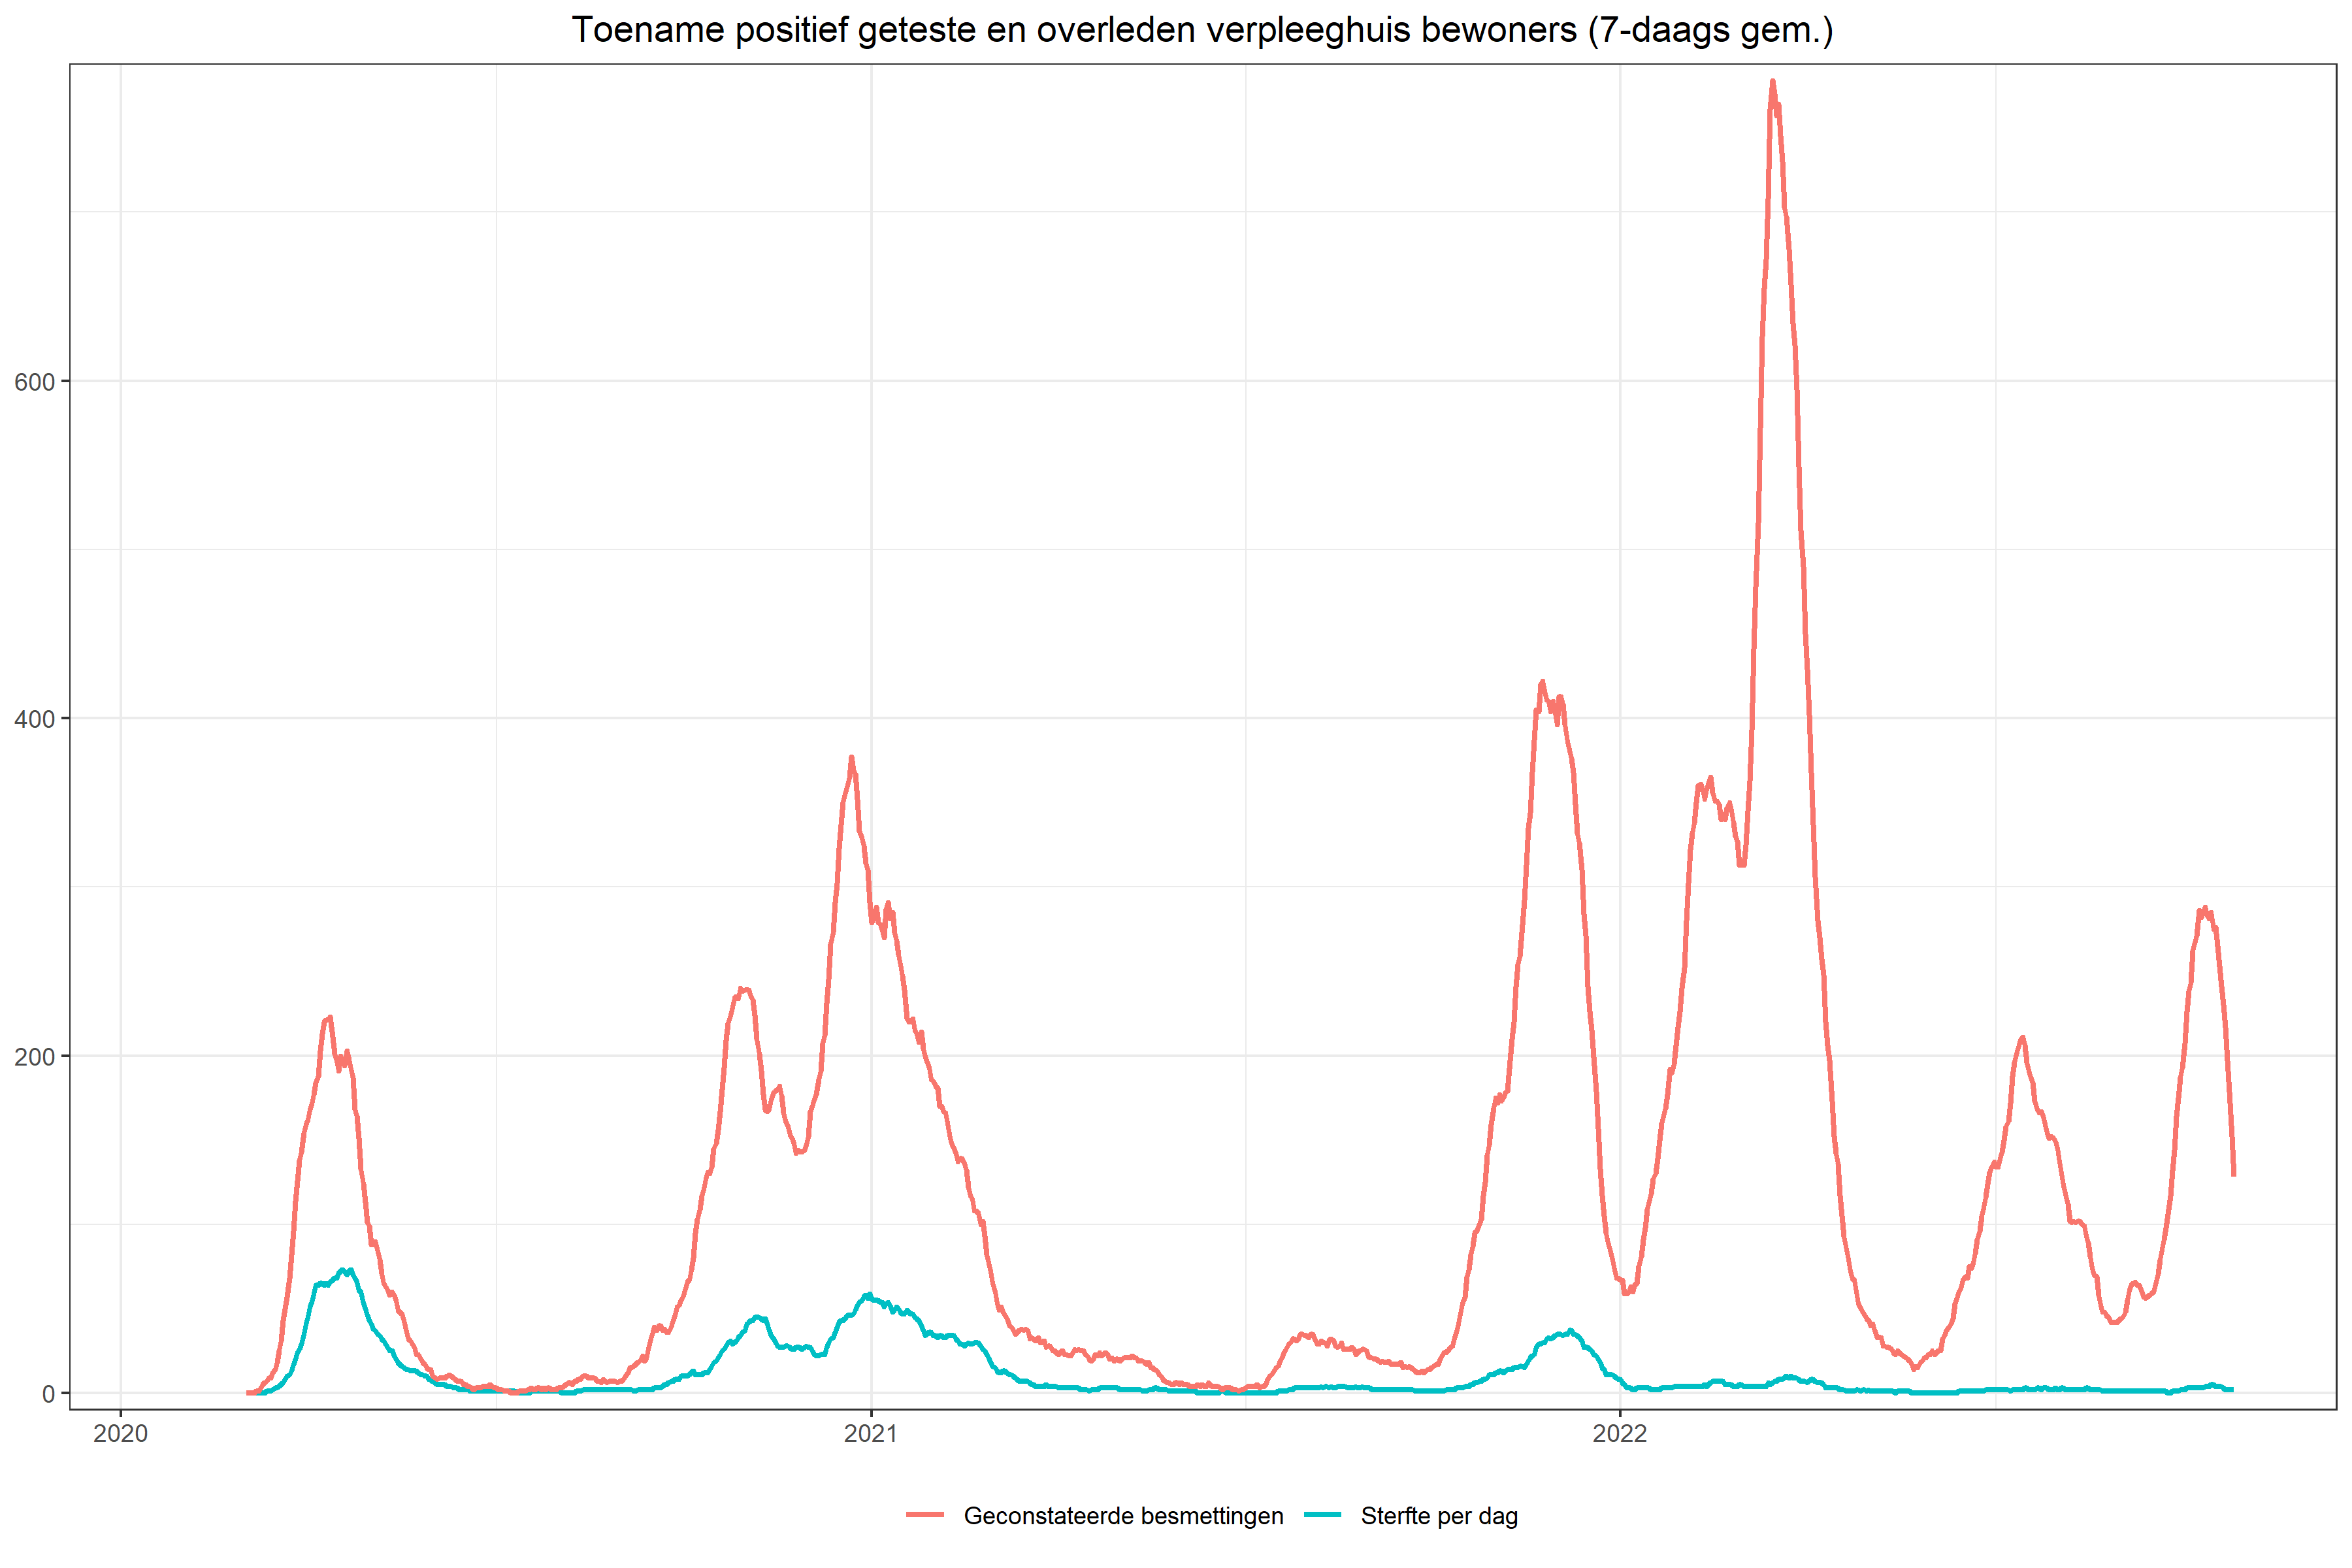 Toename positief geteste en overleden verpleeghuis bewoners (7-daags gem.)
600
400
200
0
2020
2021
2022
Geconstateerde besmettingen
Sterfte per dag